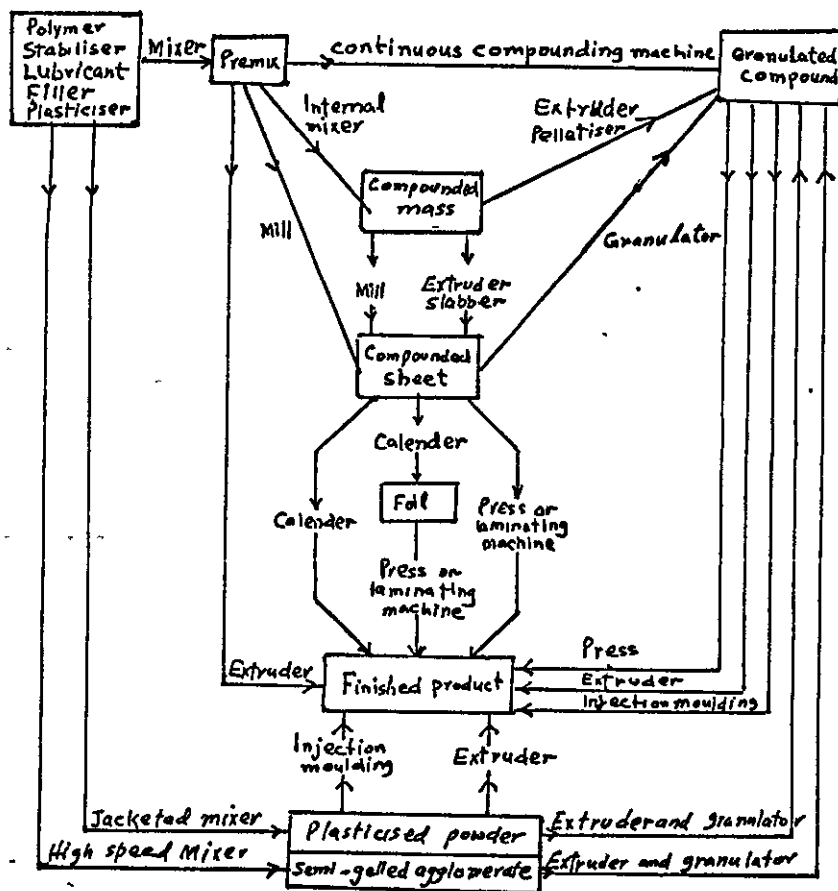 Polymer
Stabiliser
Lubricant
Filler
Plasticiser
Mixer
Premix
continuous compounding machine
Granulated
compound
Internal
mixer
Extruder
Pelletiser
Compounded
mass
Mill
Granulator
Mill
Extruder
slabber
Compounded
sheet
Calender
Calender
Foil
Press or
laminating
machine
Press or
laminating
machine
Extruder
Finished product
Press
Extruder
Injection moulding
Injection
moulding
Extruder
Jacketed mixer
Plasticised powder
Extruder and granulator
High speed Mixer
Semi-gelled agglomerate
Extruder and granulator